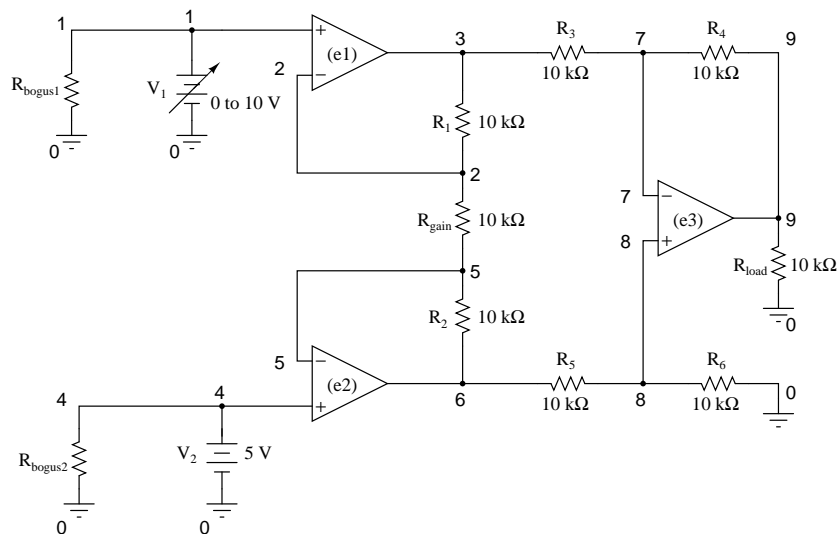 1
1
+
(e1)
3
R3
7
R4
9
2
−
10 kΩ
10 kΩ
Rbogus1
V1
0 to 10 V
R1
10 kΩ
0
0
2
7
−
(e3)
9
Rgain
10 kΩ
8
+
Rload
10 kΩ
5
0
R2
10 kΩ
5
−
(e2)
R5
R6
0
4
4
+
6
10 kΩ
8
10 kΩ
Rbogus2
V2
5 V
0
0